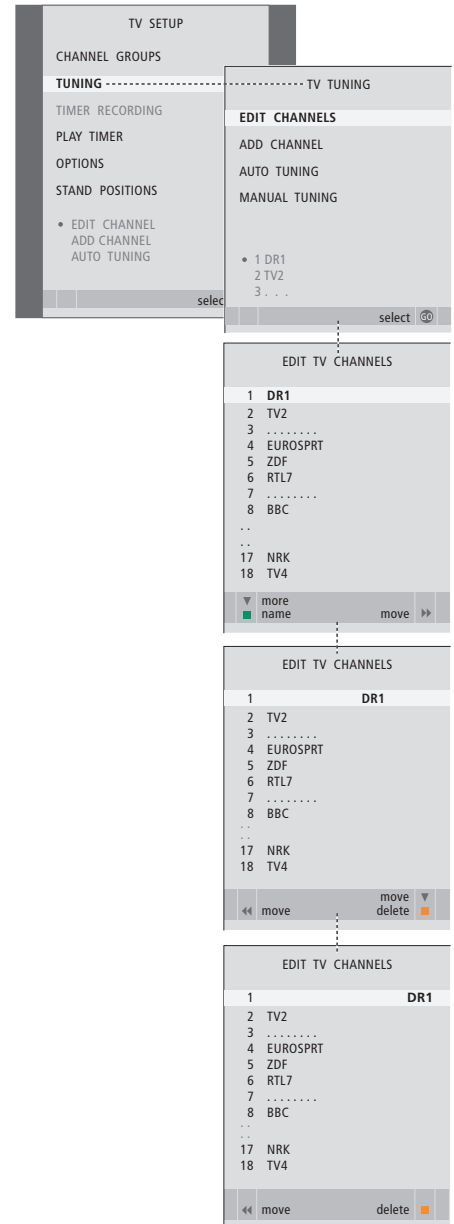 TV SETUP
CHANNEL GROUPS
TUNING
TIMER RECORDING
PLAY TIMER
OPTIONS
STAND POSITIONS
• EDIT CHANNEL
ADD CHANNEL
AUTO TUNING
selec
TV TUNING
EDIT CHANNELS
ADD CHANNEL
AUTO TUNING
MANUAL TUNING
• 1 DR1
2 TV2
3 . . .
select GO
EDIT TV CHANNELS
1 DR1
2 TV2
3 . . . . . . . .
4 EUROSPRT
5 ZDF
6 RTL7
7 . . . . . . . .
8 BBC
. .
. .
17 NRK
18 TV4
▼ more
■ name move ▶▶
EDIT TV CHANNELS
1 DR1
2 TV2
3 . . . . . . . .
4 EUROSPRT
5 ZDF
6 RTL7
7 . . . . . . . .
8 BBC
. .
. .
17 NRK
18 TV4
move ▼
◀◀ move delete ■
EDIT TV CHANNELS
1 DR1
2 TV2
3 . . . . . . . .
4 EUROSPRT
5 ZDF
6 RTL7
7 . . . . . . . .
8 BBC
. .
. .
17 NRK
18 TV4
◀◀ move delete ■